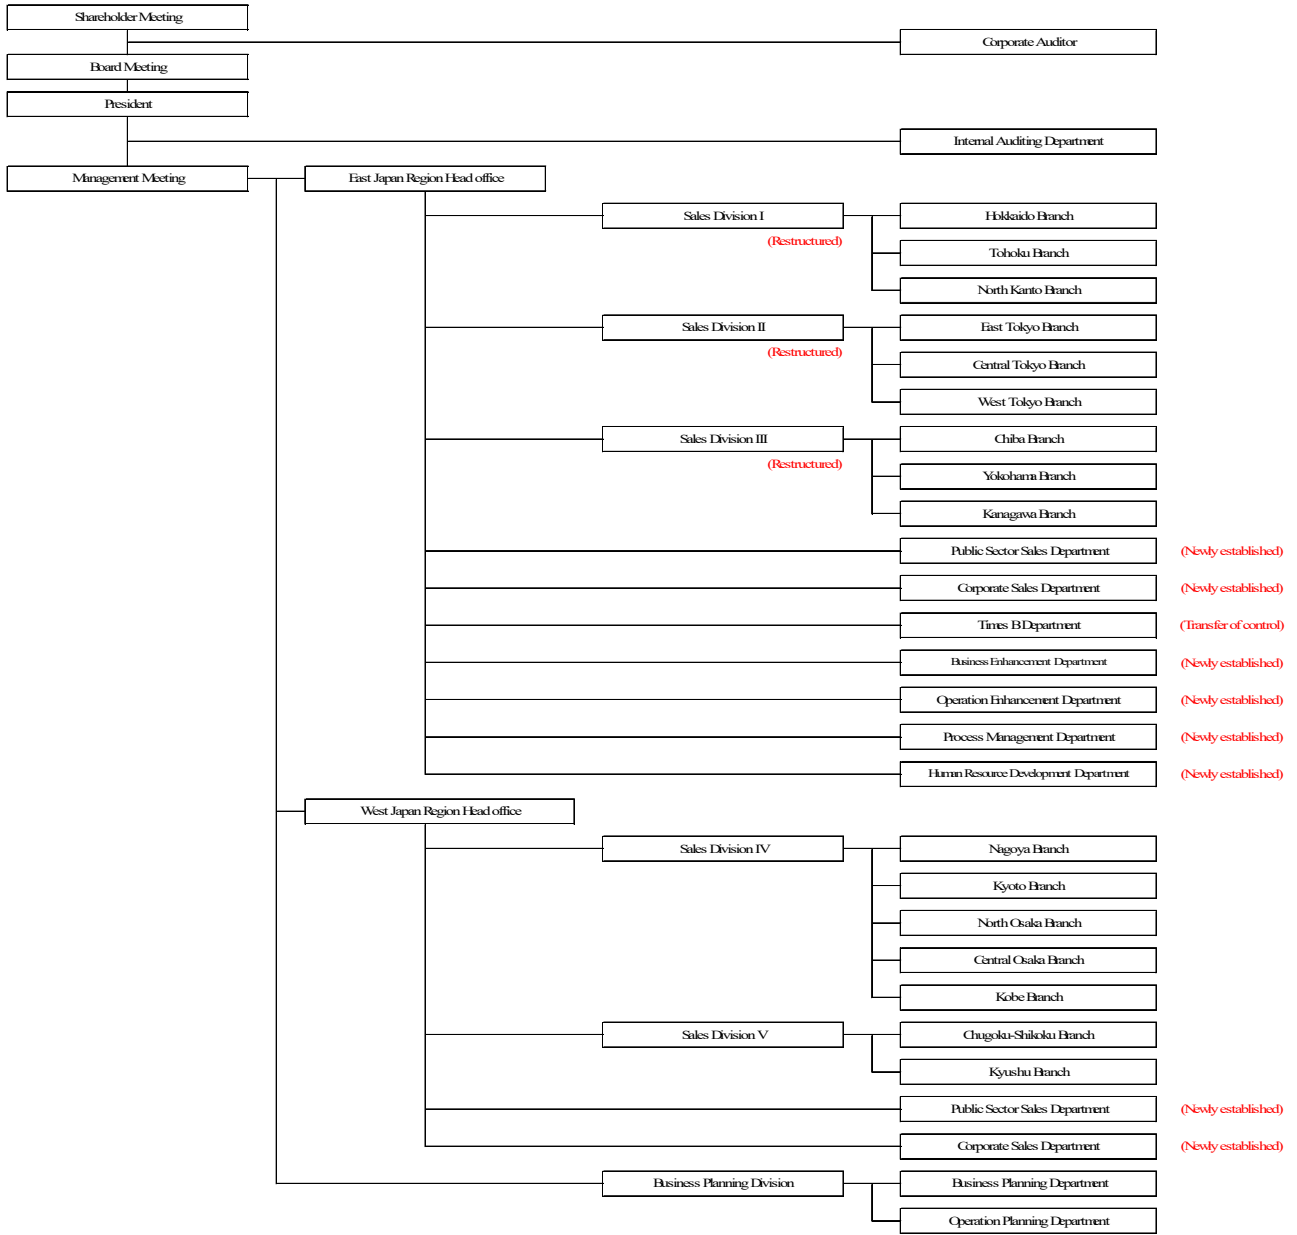 Shareholder Meeting
Corporate Auditor
Board Meeting
President
Internal Auditing Department
Management Meeting
East Japan Region Head office
Sales Division I
Hokkaido Branch
(Restructured)
Tohoku Branch
North Kanto Branch
Sales Division II
East Tokyo Branch
(Restructured)
Central Tokyo Branch
West Tokyo Branch
Sales Division III
Chiba Branch
(Restructured)
Yokohama Branch
Kanagawa Branch
Public Sector Sales Department (Newly established)
Corporate Sales Department (Newly established)
Times B Department (Transfer of control)
Business Enhancement Department (Newly established)
Operation Enhancement Department (Newly established)
Process Management Department (Newly established)
Human Resource Development Department (Newly established)
West Japan Region Head office
Sales Division IV
Nagoya Branch
Kyoto Branch
North Osaka Branch
Central Osaka Branch
Kobe Branch
Sales Division V
Chugoku-Shikoku Branch
Kyushu Branch
Public Sector Sales Department (Newly established)
Corporate Sales Department (Newly established)
Business Planning Division
Business Planning Department
Operation Planning Department